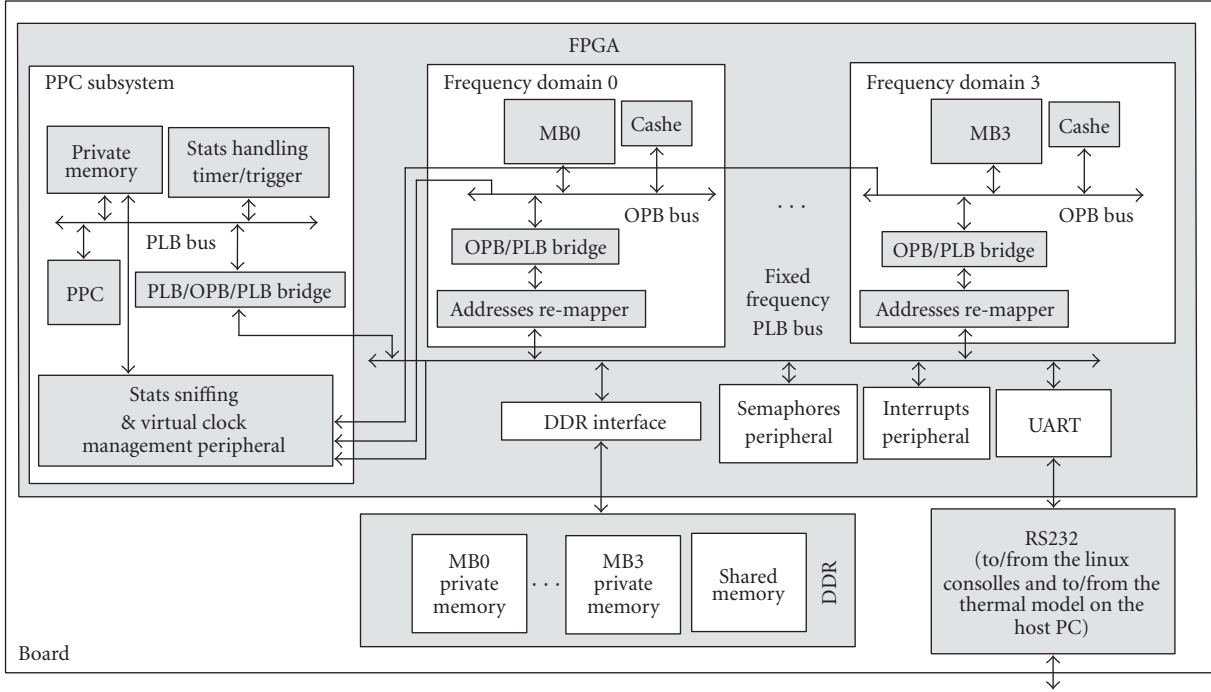 FPGA
PPC subsystem
Private
memory
Stats handling
timer/trigger
PLB bus
PPC
PLB/OPB/PLB bridge
Stats sniffing
& virtual clock
management peripheral
Frequency domain 0
MB0
Cashe
OPB bus
OPB/PLB bridge
Addresses re-mapper
. . .
Fixed
frequency
PLB bus
Frequency domain 3
MB3
Cashe
OPB bus
OPB/PLB bridge
Addresses re-mapper
DDR interface
Semaphores
peripheral
Interrupts
peripheral
UART
MB0
private
memory
. . .
MB3
private
memory
Shared
memory
DDR
RS232
(to/from the linux
consolles and to/from the
thermal model on the
host PC)
Board